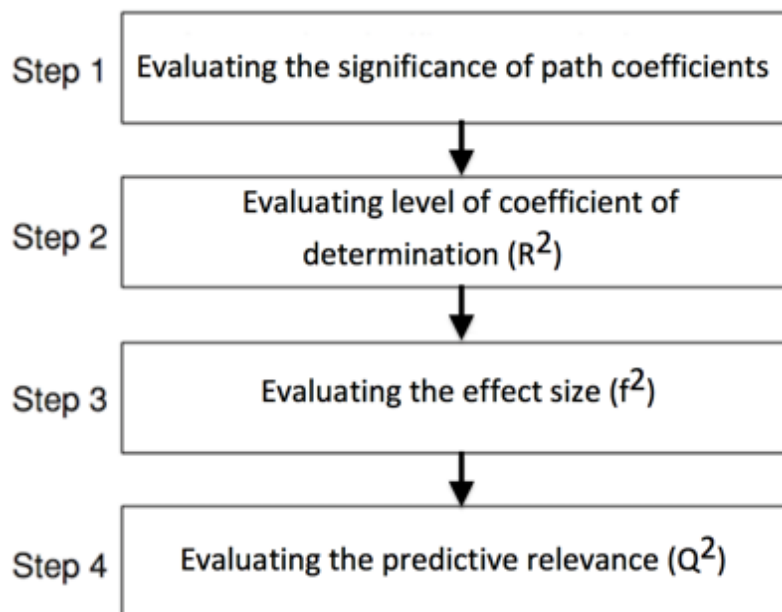 Step 1
Evaluating the significance of path coefficients
Step 2
Evaluating level of coefficient of
determination (R²)
Step 3
Evaluating the effect size (f²)
Step 4
Evaluating the predictive relevance (Q²)